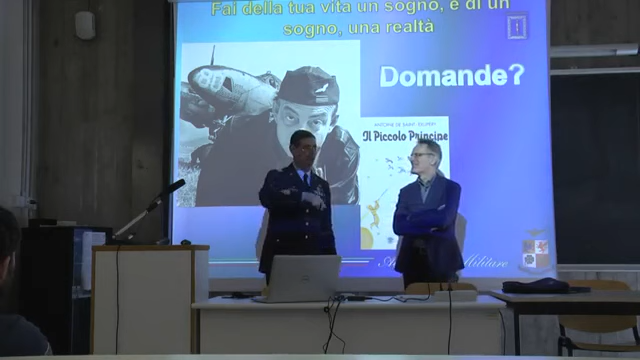 Fai della tua vita un sogno, e di un
sogno, una realtà
Domande?
ANTOINE DE SAINT-EXUPÉRY
Il Piccolo Principe
Militare